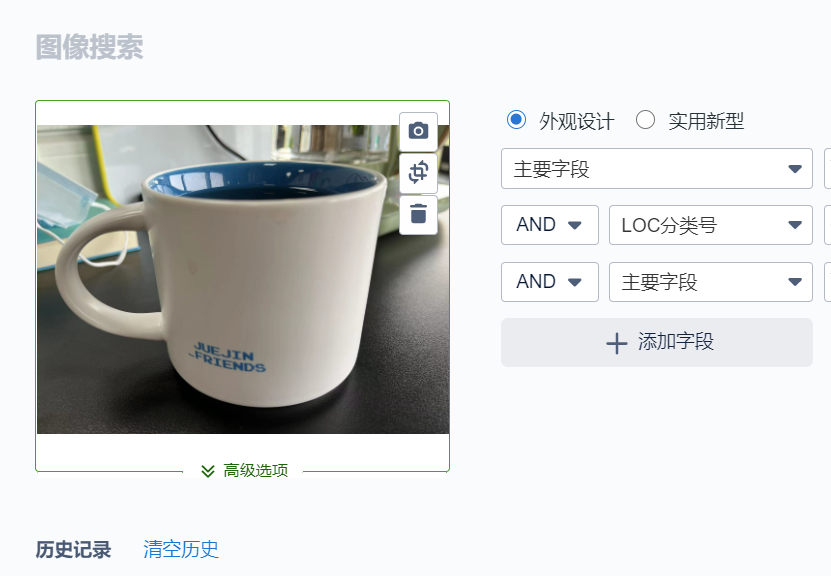 图像搜索
外观设计 实用新型
主要字段
AND LOC分类号
AND 主要字段
添加字段
JUEJIN
-FRIENDS
高级选项
历史记录 清空历史